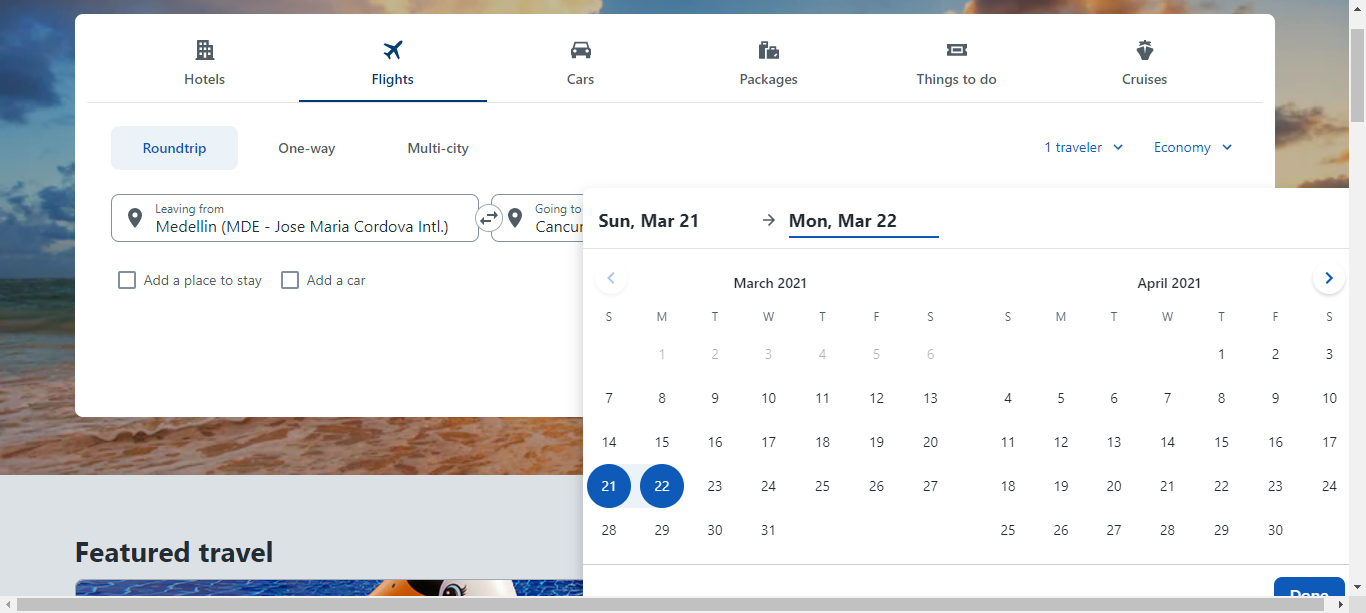 Hotels
Flights
Cars
Packages
Things to do
Cruises
Roundtrip
One-way
Multi-city
1 traveler
Economy
Leaving from
Medellin (MDE - Jose Maria Cordova Intl.)
Going to
Cancun
Add a place to stay
Add a car
Sun, Mar 21
Mon, Mar 22
March 2021
S M T W T F S
1 2 3 4 5 6
7 8 9 10 11 12 13
14 15 16 17 18 19 20
21 22 23 24 25 26 27
28 29 30 31
April 2021
S M T W T F S
1 2 3
4 5 6 7 8 9 10
11 12 13 14 15 16 17
18 19 20 21 22 23 24
25 26 27 28 29 30
Done
Featured travel